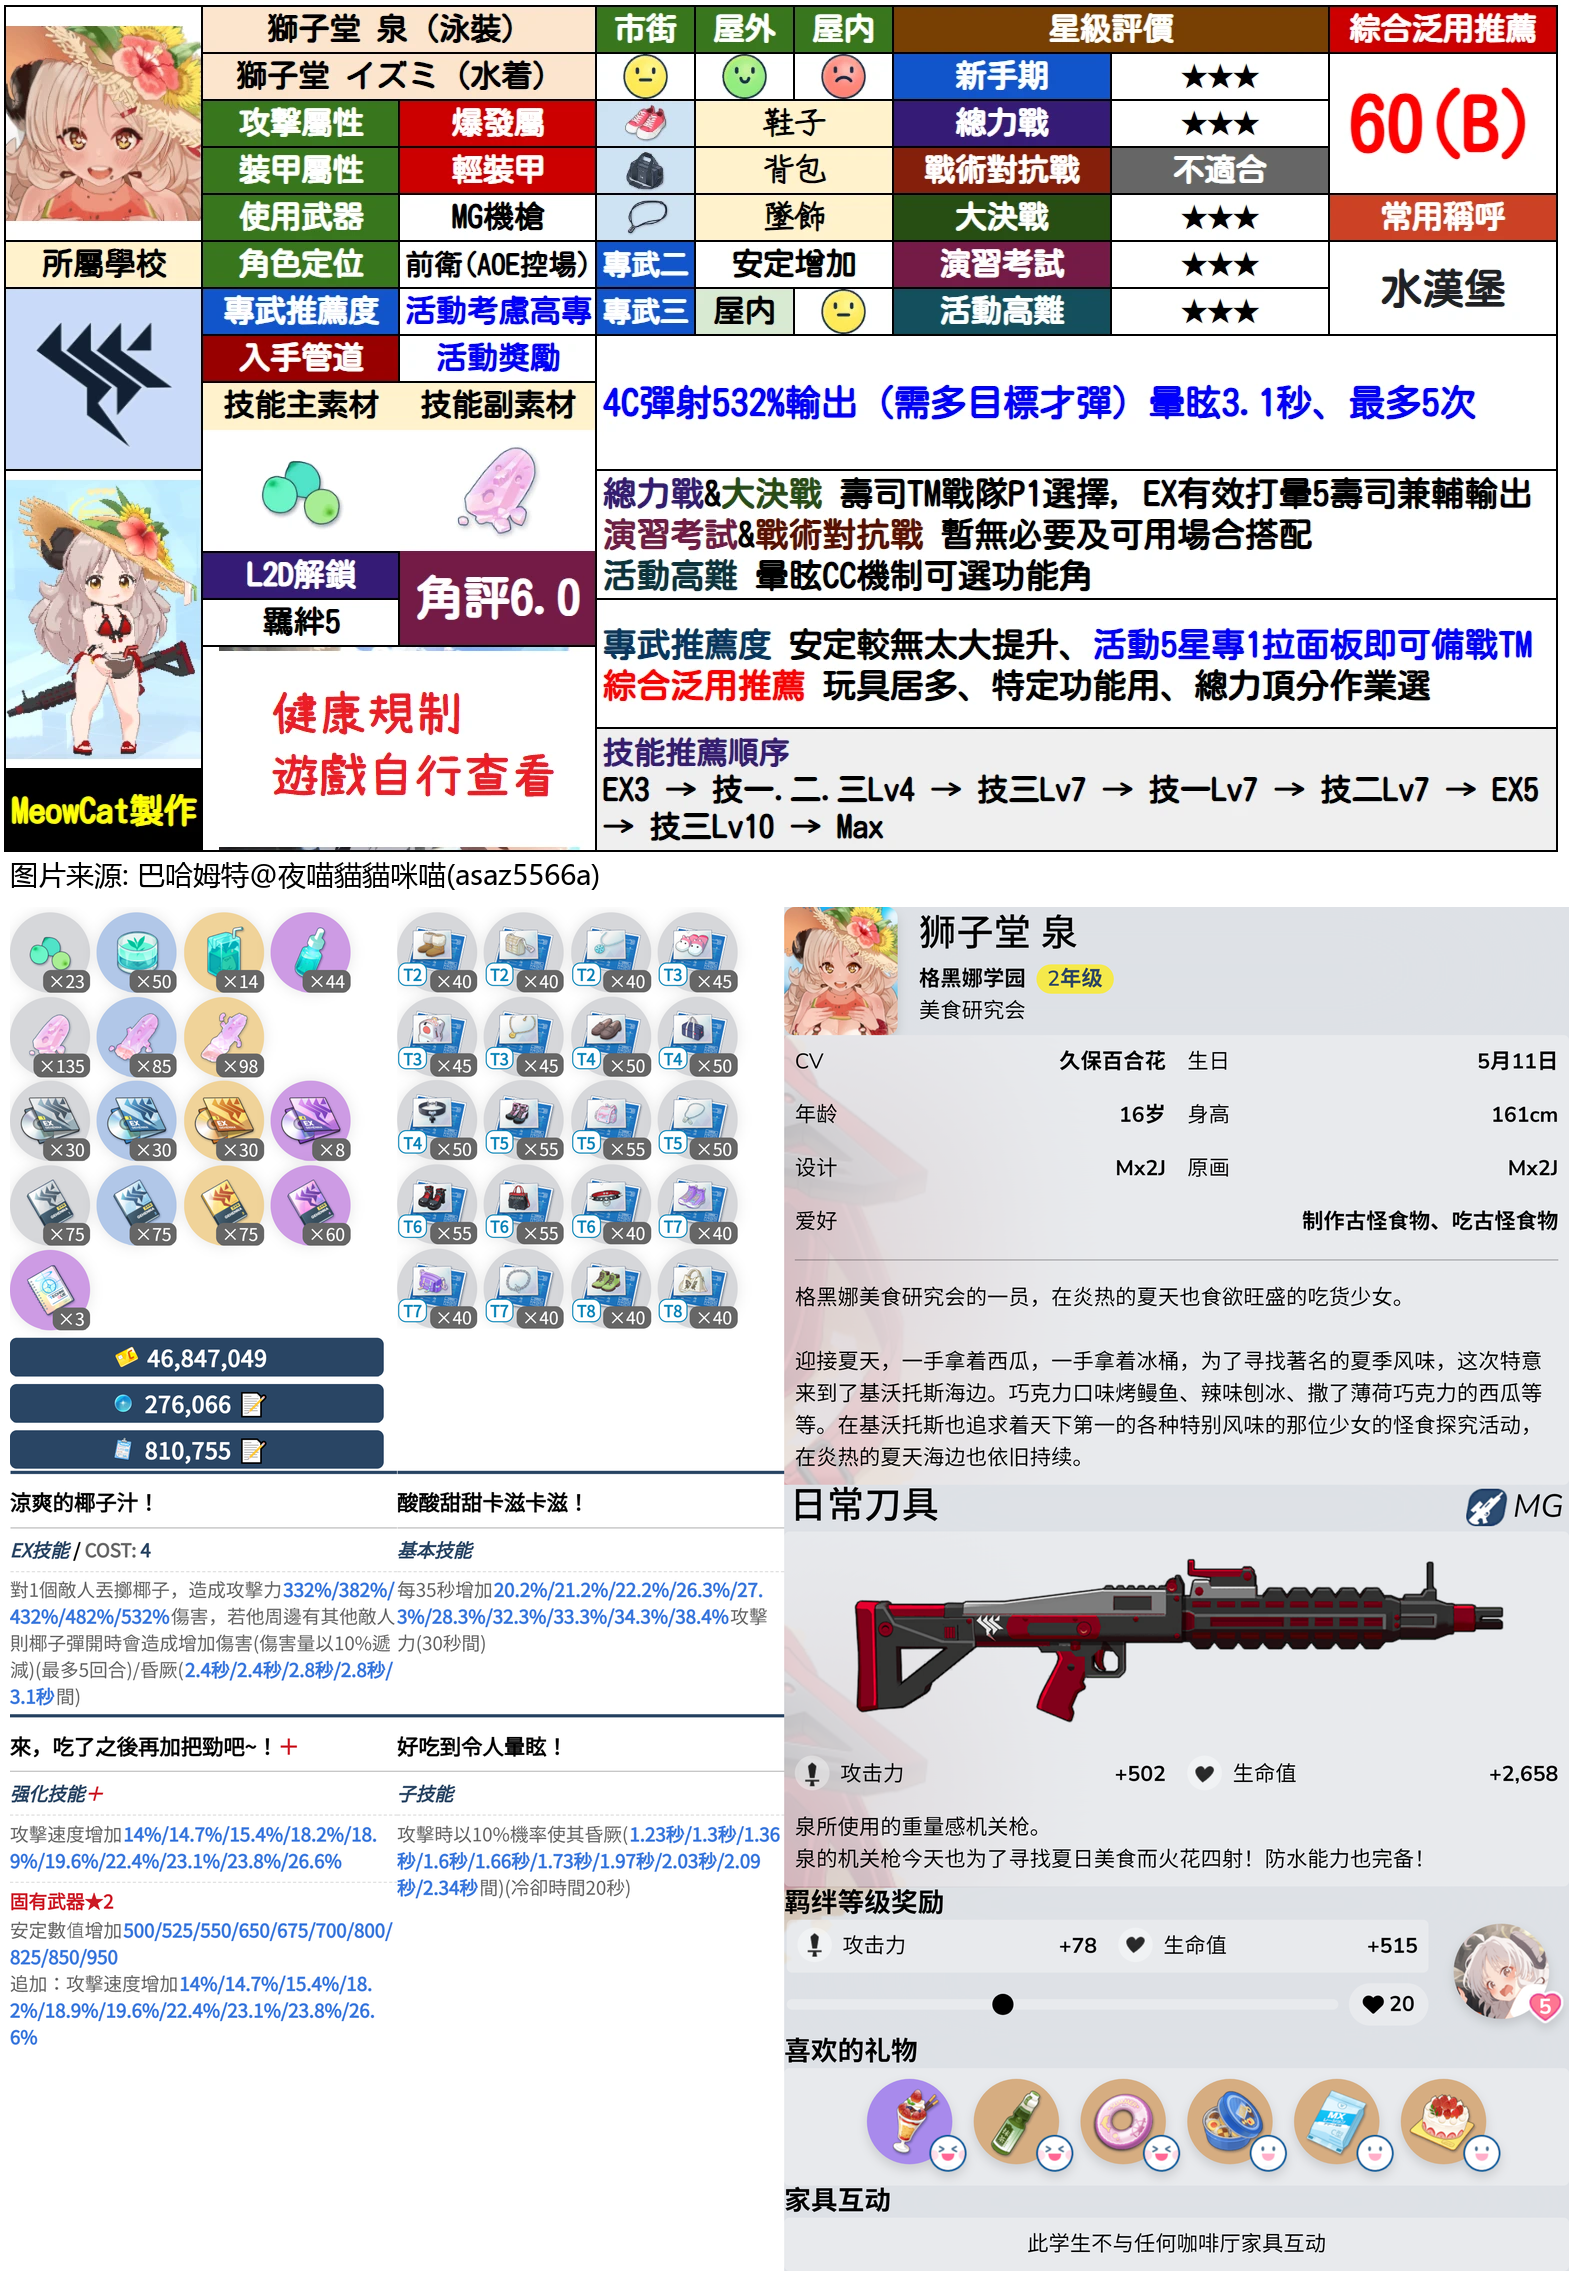 獅子堂 泉（泳裝）
獅子堂 イズミ（水着）
市街 屋外 屋內
星級評價
綜合泛用推薦
新手期 ★★★
60(B)
攻擊屬性 爆發屬
鞋子
總力戰 ★★★
裝甲屬性 輕裝甲
背包
戰術對抗戰 不適合
使用武器 MG機槍
墜飾
大決戰 ★★★
常用稱呼
所屬學校
角色定位 前衛(AOE控場)
專武二 安定增加
演習考試 ★★★
水漢堡
專武推薦度 活動考慮高專
專武三 屋內
活動高難 ★★★
入手管道 活動獎勵
技能主素材 技能副素材
4C彈射532%輸出（需多目標才彈）暈眩3.1秒、最多5次
總力戰&大決戰 壽司TM戰隊P1選擇, EX有效打暈5壽司兼輔輸出
演習考試&戰術對抗戰 暫無必要及可用場合搭配
活動高難 暈眩CC機制可選功能角
L2D解鎖
羈絆5
角評6.0
專武推薦度 安定較無太大提升、活動5星專1拉面板即可備戰TM
綜合泛用推薦 玩具居多、特定功能用、總力頂分作業選
健康規制
遊戲自行查看
技能推薦順序
EX3 → 技一.二.三Lv4 → 技三Lv7 → 技一Lv7 → 技二Lv7 → EX5
→ 技三Lv10 → Max
MeowCat製作
图片来源: 巴哈姆特@夜喵貓貓咪喵(asaz5566a)
×23 ×50 ×14 ×44
×135 ×85 ×98
EX ×30 EX ×30 EX ×30 EX ×8
×75 ×75 ×75 ×60
×3
46,847,049
276,066
810,755
T2 ×40 T2 ×40 T2 ×40 T3 ×45
T3 ×45 T3 ×45 T4 ×50 T4 ×50
T4 ×50 T5 ×55 T5 ×55 T5 ×50
T6 ×55 T6 ×55 T6 ×40 T7 ×40
T7 ×40 T7 ×40 T8 ×40 T8 ×40
涼爽的椰子汁！
EX技能 / COST: 4
對1個敵人丟擲椰子，造成攻擊力332%/382%/
432%/482%/532%傷害，若他周邊有其他敵人
則椰子彈開時會造成增加傷害(傷害量以10%遞
減)(最多5回合)/昏厥(2.4秒/2.4秒/2.8秒/2.8秒/
3.1秒間)
酸酸甜甜卡滋卡滋！
基本技能
每35秒增加20.2%/21.2%/22.2%/26.3%/27.
3%/28.3%/32.3%/33.3%/34.3%/38.4%攻擊
力(30秒間)
來，吃了之後再加把勁吧~！＋
强化技能＋
攻擊速度增加14%/14.7%/15.4%/18.2%/18.
9%/19.6%/22.4%/23.1%/23.8%/26.6%
固有武器★2
安定數值增加500/525/550/650/675/700/800/
825/850/950
追加：攻擊速度增加14%/14.7%/15.4%/18.
2%/18.9%/19.6%/22.4%/23.1%/23.8%/26.
6%
好吃到令人暈眩！
子技能
攻擊時以10%機率使其昏厥(1.23秒/1.3秒/1.36
秒/1.6秒/1.66秒/1.73秒/1.97秒/2.03秒/2.09
秒/2.34秒間)(冷卻時間20秒)
狮子堂 泉
格黑娜学园 2年级
美食研究会
CV 久保百合花 生日 5月11日
年龄 16岁 身高 161cm
设计 Mx2J 原画 Mx2J
爱好 制作古怪食物、吃古怪食物
格黑娜美食研究会的一员，在炎热的夏天也食欲旺盛的吃货少女。
迎接夏天，一手拿着西瓜，一手拿着冰桶，为了寻找著名的夏季风味，这次特意
来到了基沃托斯海边。巧克力口味烤鳗鱼、辣味刨冰、撒了薄荷巧克力的西瓜等
等。在基沃托斯也追求着天下第一的各种特别风味的那位少女的怪食探究活动，
在炎热的夏天海边也依旧持续。
日常刀具 MG
攻击力 +502 生命值 +2,658
泉所使用的重量感机关枪。
泉的机关枪今天也为了寻找夏日美食而火花四射！防水能力也完备！
羁绊等级奖励
攻击力 +78 生命值 +515
20
5
喜欢的礼物
MX
家具互动
此学生不与任何咖啡厅家具互动